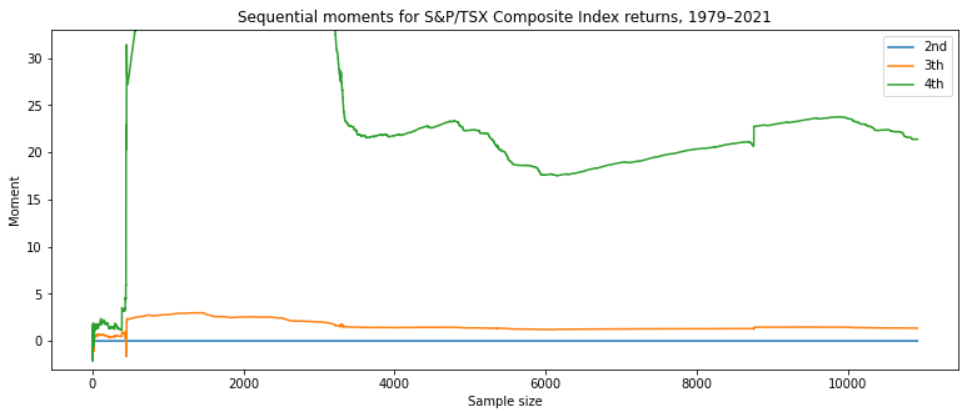 Sequential moments for S&P/TSX Composite Index returns, 1979–2021
2nd
3th
4th
Moment
30
25
20
15
10
5
0
0 2000 4000 6000 8000 10000
Sample size